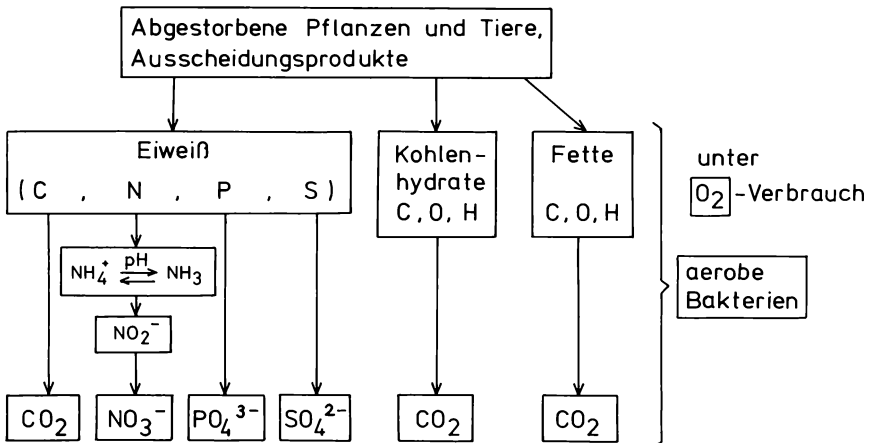 Abgestorbene Pflanzen und Tiere,
Ausscheidungsprodukte
Eiweiß
(C , N , P , S)
Kohlen-
hydrate
C, O, H
Fette
C, O, H
unter
O₂-Verbrauch
aerobe
Bakterien
NH₄⁺ pH ⇌ NH₃
NO₂⁻
CO₂
NO₃⁻
PO₄³⁻
SO₄²⁻
CO₂
CO₂